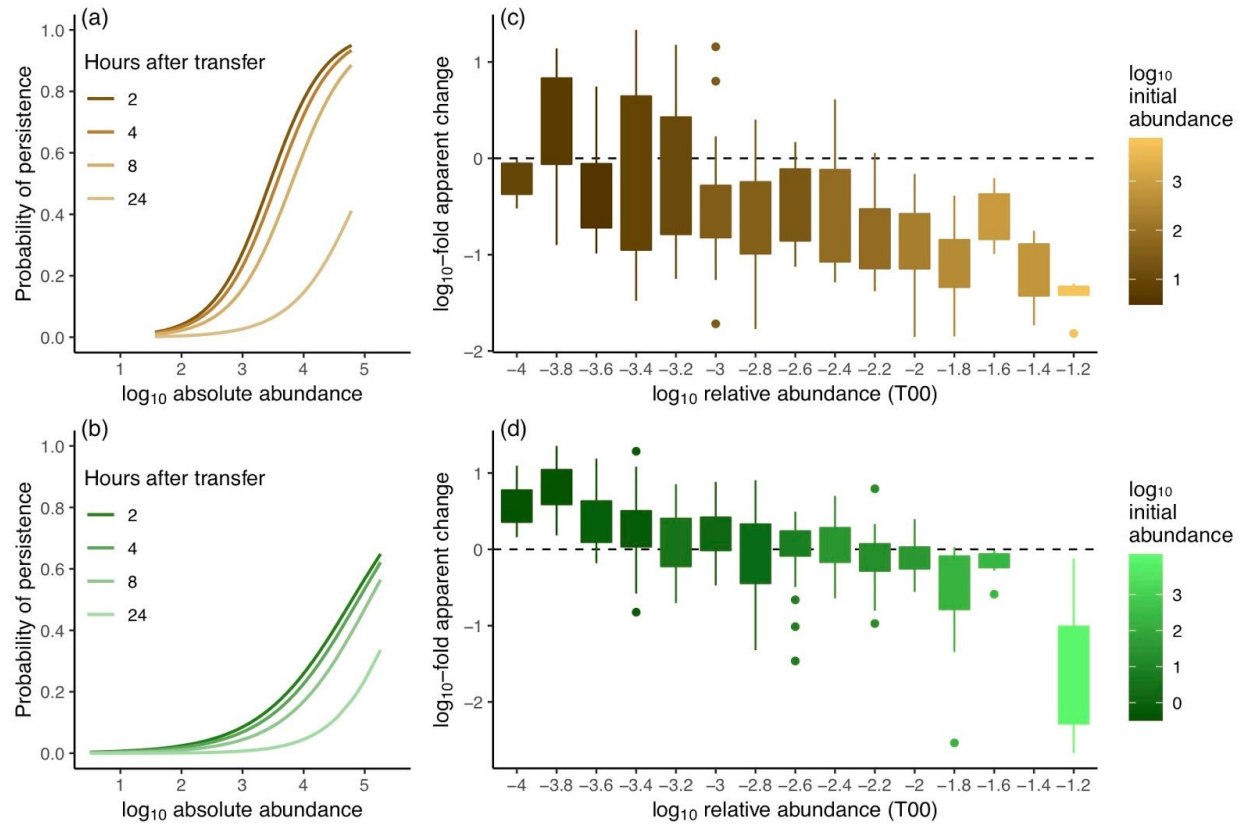 (a)
Probability of persistence
1.0
0.8
0.6
0.4
0.2
0.0
Hours after transfer
2
4
8
24
1 2 3 4 5
log₁₀ absolute abundance
(c)
log₁₀−fold apparent change
1
0
−1
−2
−4 −3.8 −3.6 −3.4 −3.2 −3 −2.8 −2.6 −2.4 −2.2 −2 −1.8 −1.6 −1.4 −1.2
log₁₀ relative abundance (T00)
log₁₀
initial
abundance
3
2
1
(b)
Probability of persistence
1.0
0.8
0.6
0.4
0.2
0.0
Hours after transfer
2
4
8
24
1 2 3 4 5
log₁₀ absolute abundance
(d)
log₁₀−fold apparent change
1
0
−1
−2
−4 −3.8 −3.6 −3.4 −3.2 −3 −2.8 −2.6 −2.4 −2.2 −2 −1.8 −1.6 −1.4 −1.2
log₁₀ relative abundance (T00)
log₁₀
initial
abundance
3
2
1
0